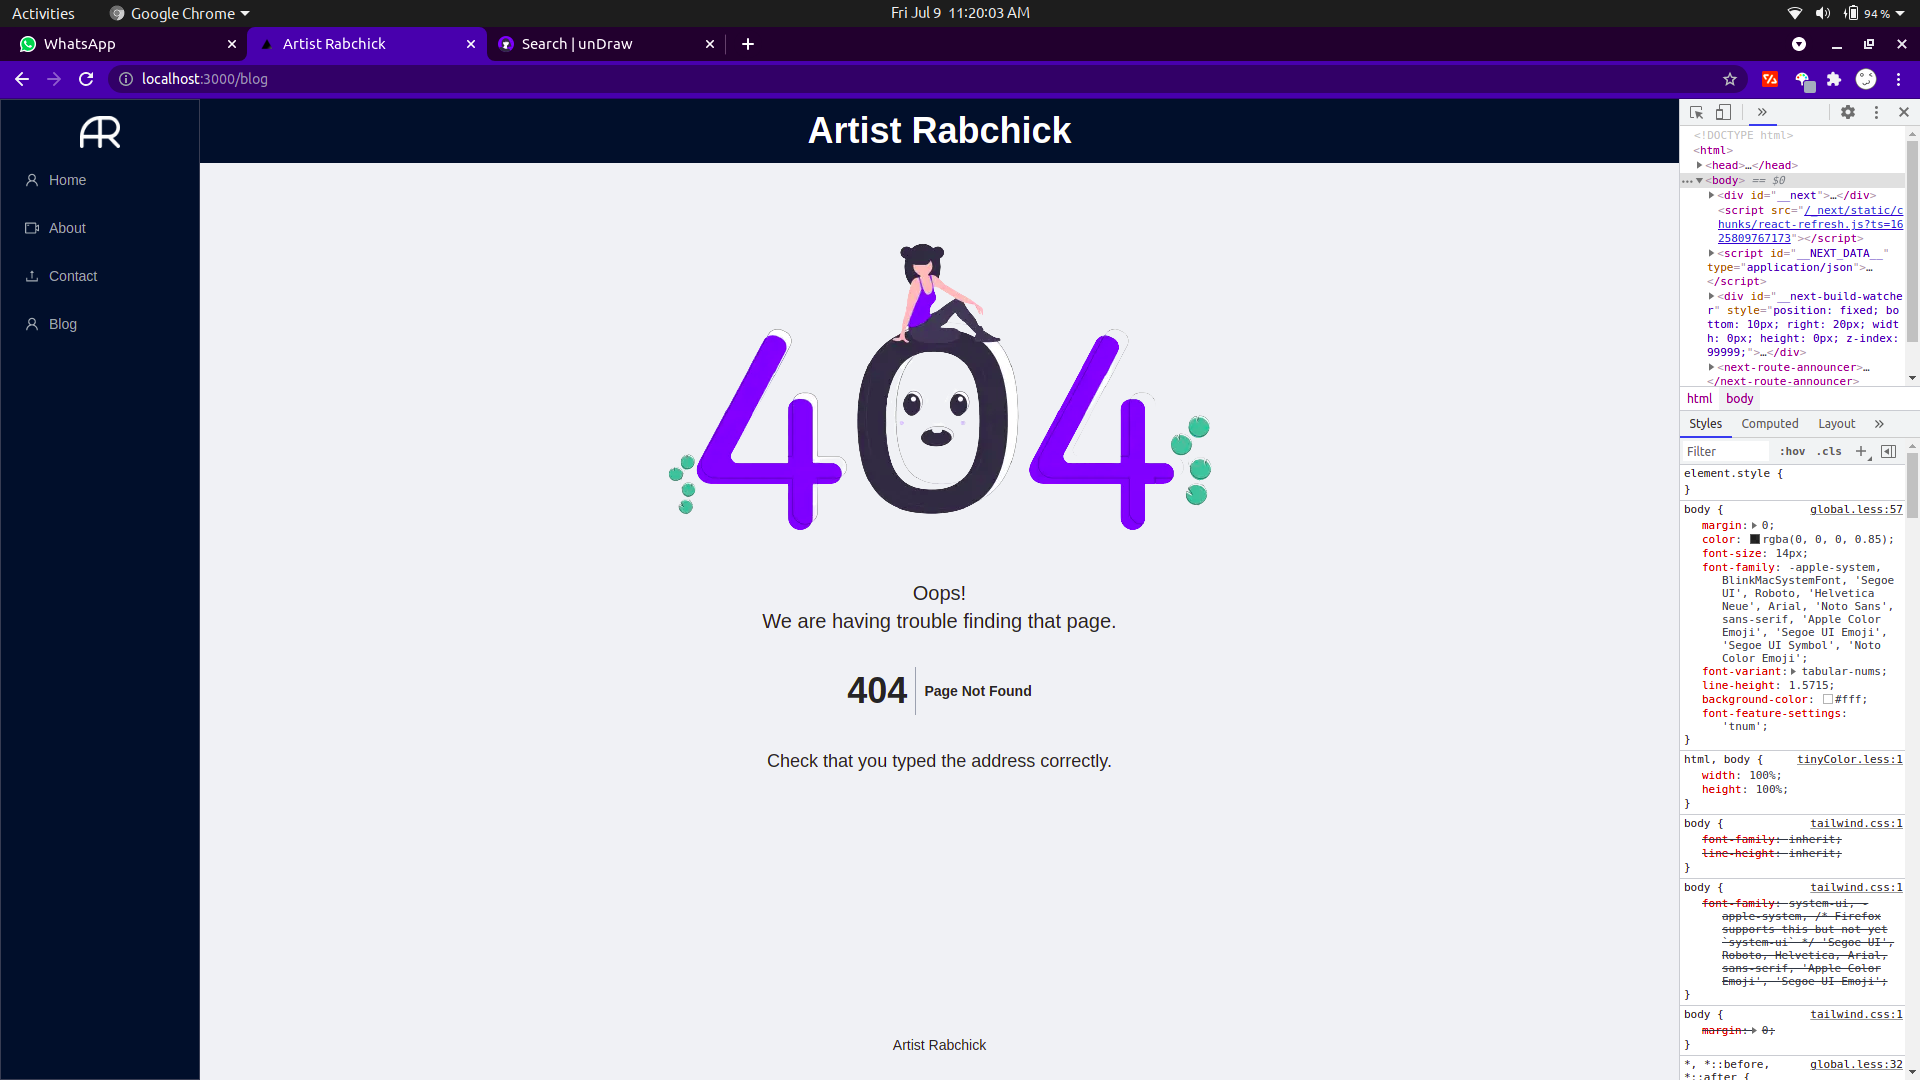 Activities
Google Chrome
Fri Jul 9 11:20:03 AM
94 %
WhatsApp
Artist Rabchick
Search | unDraw
localhost:3000/blog
AR
Home
About
Contact
Blog
Artist Rabchick
404
Oops!
We are having trouble finding that page.
404
Page Not Found
Check that you typed the address correctly.
Artist Rabchick
<!DOCTYPE html>
<html>
<head>…</head>
<body> == $0
<div id="__next">…</div>
<script src="/_next/static/c
hunks/react-refresh.js?ts=16
25809767173"></script>
<script id="__NEXT_DATA__"
type="application/json">…
</script>
<div id="__next-build-watche
r" style="position: fixed; bo
ttom: 10px; right: 20px; widt
h: 0px; height: 0px; z-index:
99999;">…</div>
<next-route-announcer>…
</next-route-announcer>
html body
Styles Computed Layout
Filter :hov .cls
element.style {
}
body { global.less:57
margin: 0;
color: rgba(0, 0, 0, 0.85);
font-size: 14px;
font-family: -apple-system,
BlinkMacSystemFont, 'Segoe
UI', Roboto, 'Helvetica
Neue', Arial, 'Noto Sans',
sans-serif, 'Apple Color
Emoji', 'Segoe UI Emoji',
'Segoe UI Symbol', 'Noto
Color Emoji';
font-variant: tabular-nums;
line-height: 1.5715;
background-color: #fff;
font-feature-settings:
'tnum';
}
html, body { tinyColor.less:1
width: 100%;
height: 100%;
}
body { tailwind.css:1
font-family: inherit;
line-height: inherit;
}
body { tailwind.css:1
font-family: system-ui, -
apple-system, /* Firefox
supports this but not yet
`system-ui` */ 'Segoe UI',
Roboto, Helvetica, Arial,
sans-serif, 'Apple Color
Emoji', 'Segoe UI Emoji';
}
body { tailwind.css:1
margin: 0;
}
*, *::before, global.less:32
*::after {